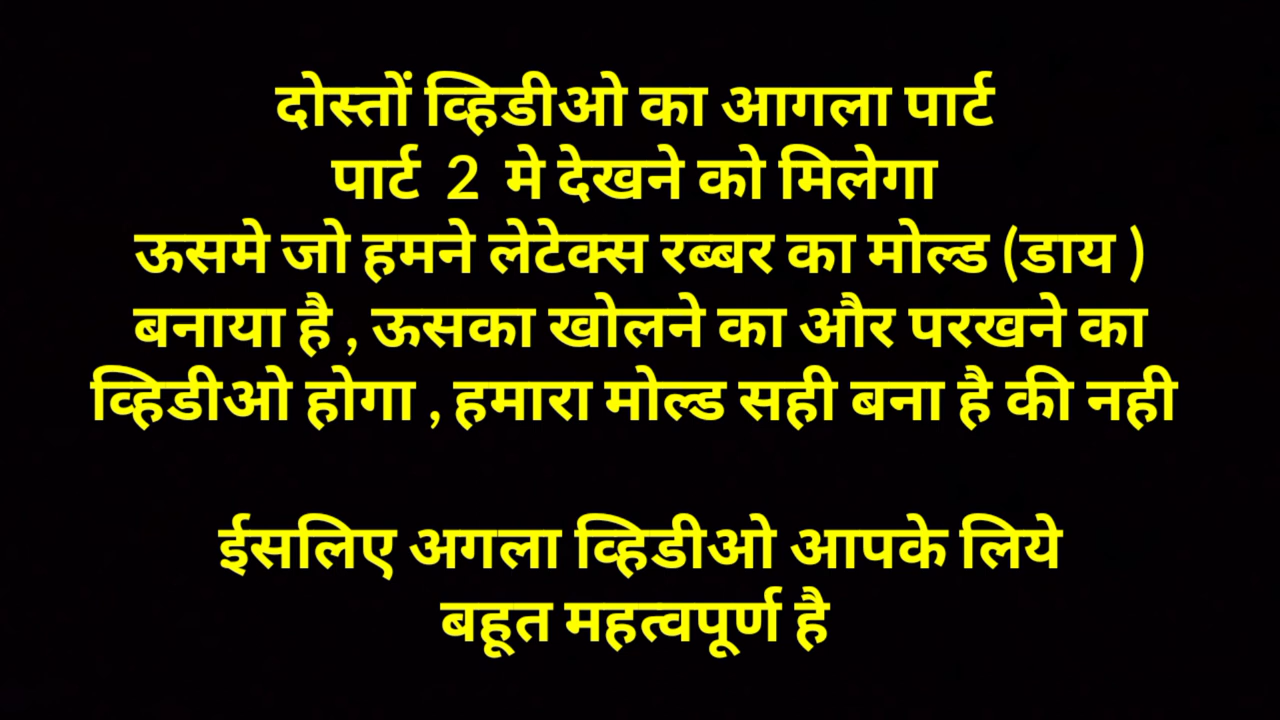 दोस्तों व्हिडीओ का आगला पार्ट
पार्ट 2 मे देखने को मिलेगा
ऊसमे जो हमने लेटेक्स रब्बर का मोल्ड (डाय )
बनाया है , ऊसका खोलने का और परखने का
व्हिडीओ होगा , हमारा मोल्ड सही बना है की नही
ईसलिए अगला व्हिडीओ आपके लिये
बहूत महत्वपूर्ण है